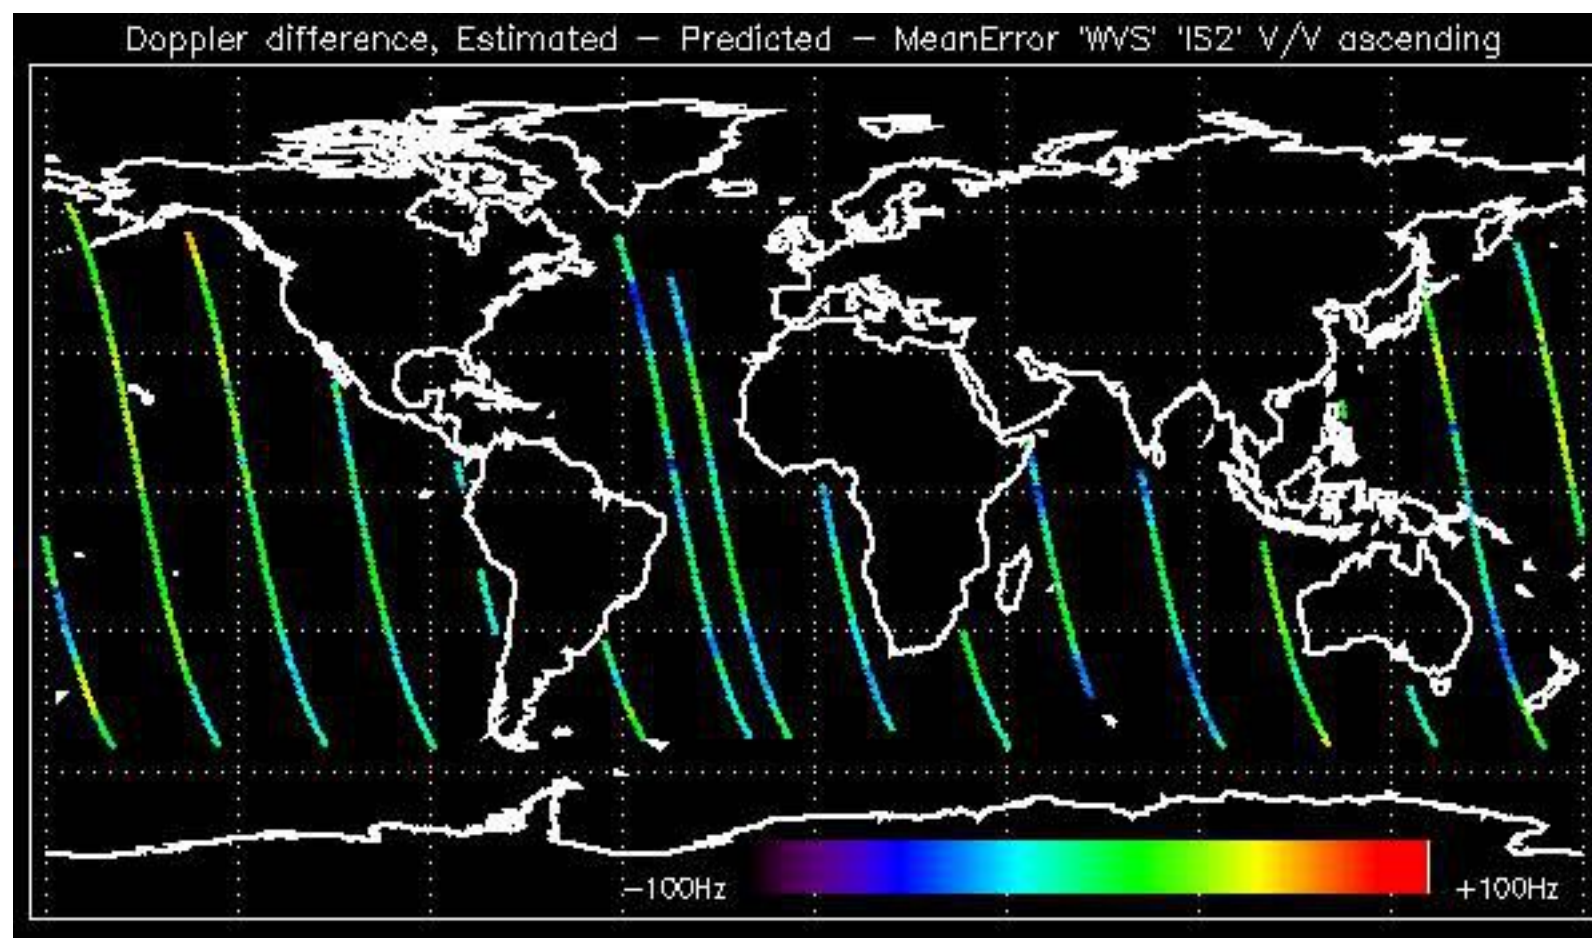 Doppler difference, Estimated – Predicted – MeanError 'WVS' 'IS2' V/V ascending
-100Hz +100Hz